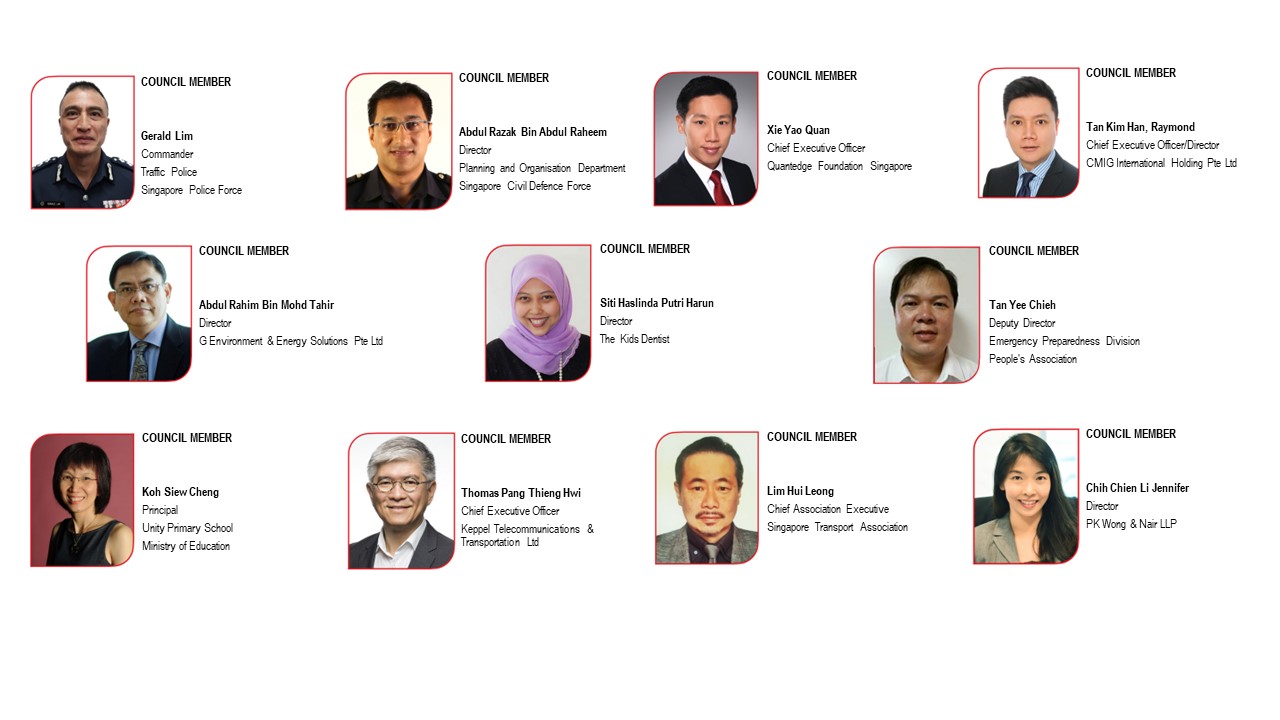 COUNCIL MEMBER
Gerald Lim
Commander
Traffic Police
Singapore Police Force
COUNCIL MEMBER
Abdul Razak Bin Abdul Raheem
Director
Planning and Organisation Department
Singapore Civil Defence Force
COUNCIL MEMBER
Xie Yao Quan
Chief Executive Officer
Quantedge Foundation Singapore
COUNCIL MEMBER
Tan Kim Han, Raymond
Chief Executive Officer/Director
CMIG International Holding Pte Ltd
COUNCIL MEMBER
Abdul Rahim Bin Mohd Tahir
Director
G Environment & Energy Solutions Pte Ltd
COUNCIL MEMBER
Siti Haslinda Putri Harun
Director
The Kids Dentist
COUNCIL MEMBER
Tan Yee Chieh
Deputy Director
Emergency Preparedness Division
People's Association
COUNCIL MEMBER
Koh Siew Cheng
Principal
Unity Primary School
Ministry of Education
COUNCIL MEMBER
Thomas Pang Thieng Hwi
Chief Executive Officer
Keppel Telecommunications &
Transportation Ltd
COUNCIL MEMBER
Lim Hui Leong
Chief Association Executive
Singapore Transport Association
COUNCIL MEMBER
Chih Chien Li Jennifer
Director
PK Wong & Nair LLP